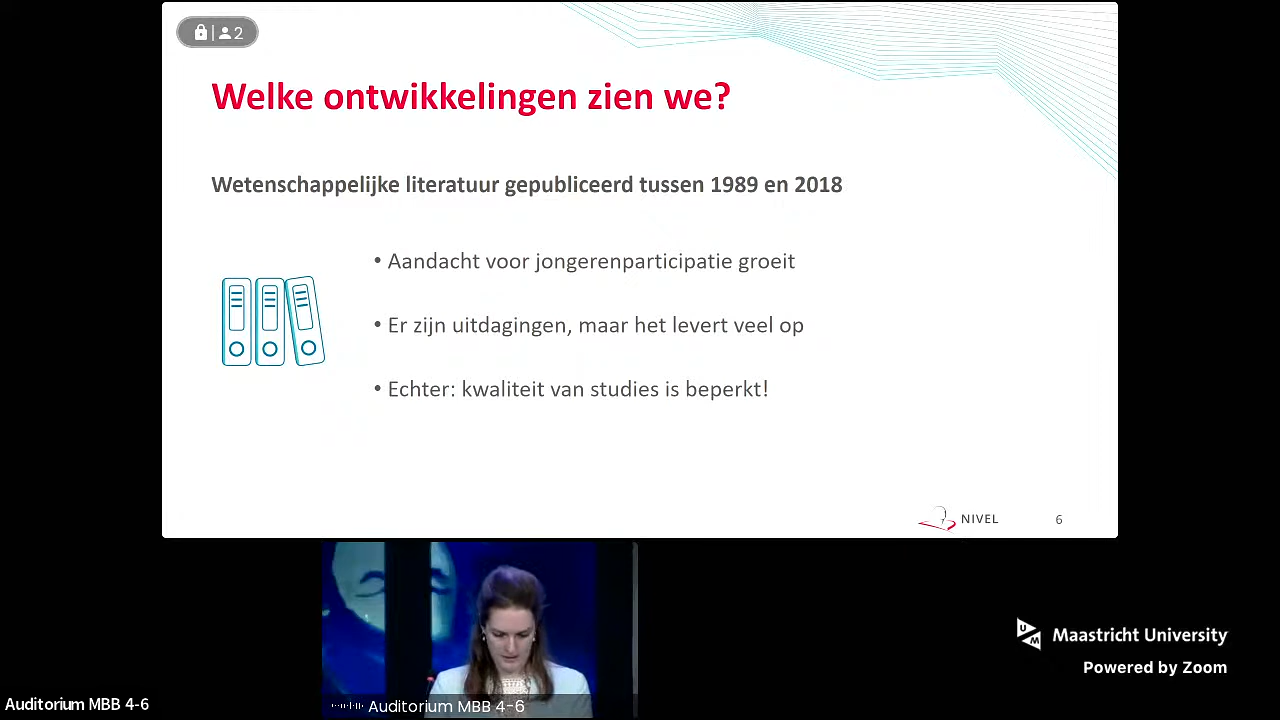 2
Welke ontwikkelingen zien we?
Wetenschappelijke literatuur gepubliceerd tussen 1989 en 2018
• Aandacht voor jongerenparticipatie groeit
• Er zijn uitdagingen, maar het levert veel op
• Echter: kwaliteit van studies is beperkt!
NIVEL
6
UM
Maastricht University
Powered by Zoom
Auditorium MBB 4-6
Auditorium MBB 4-6